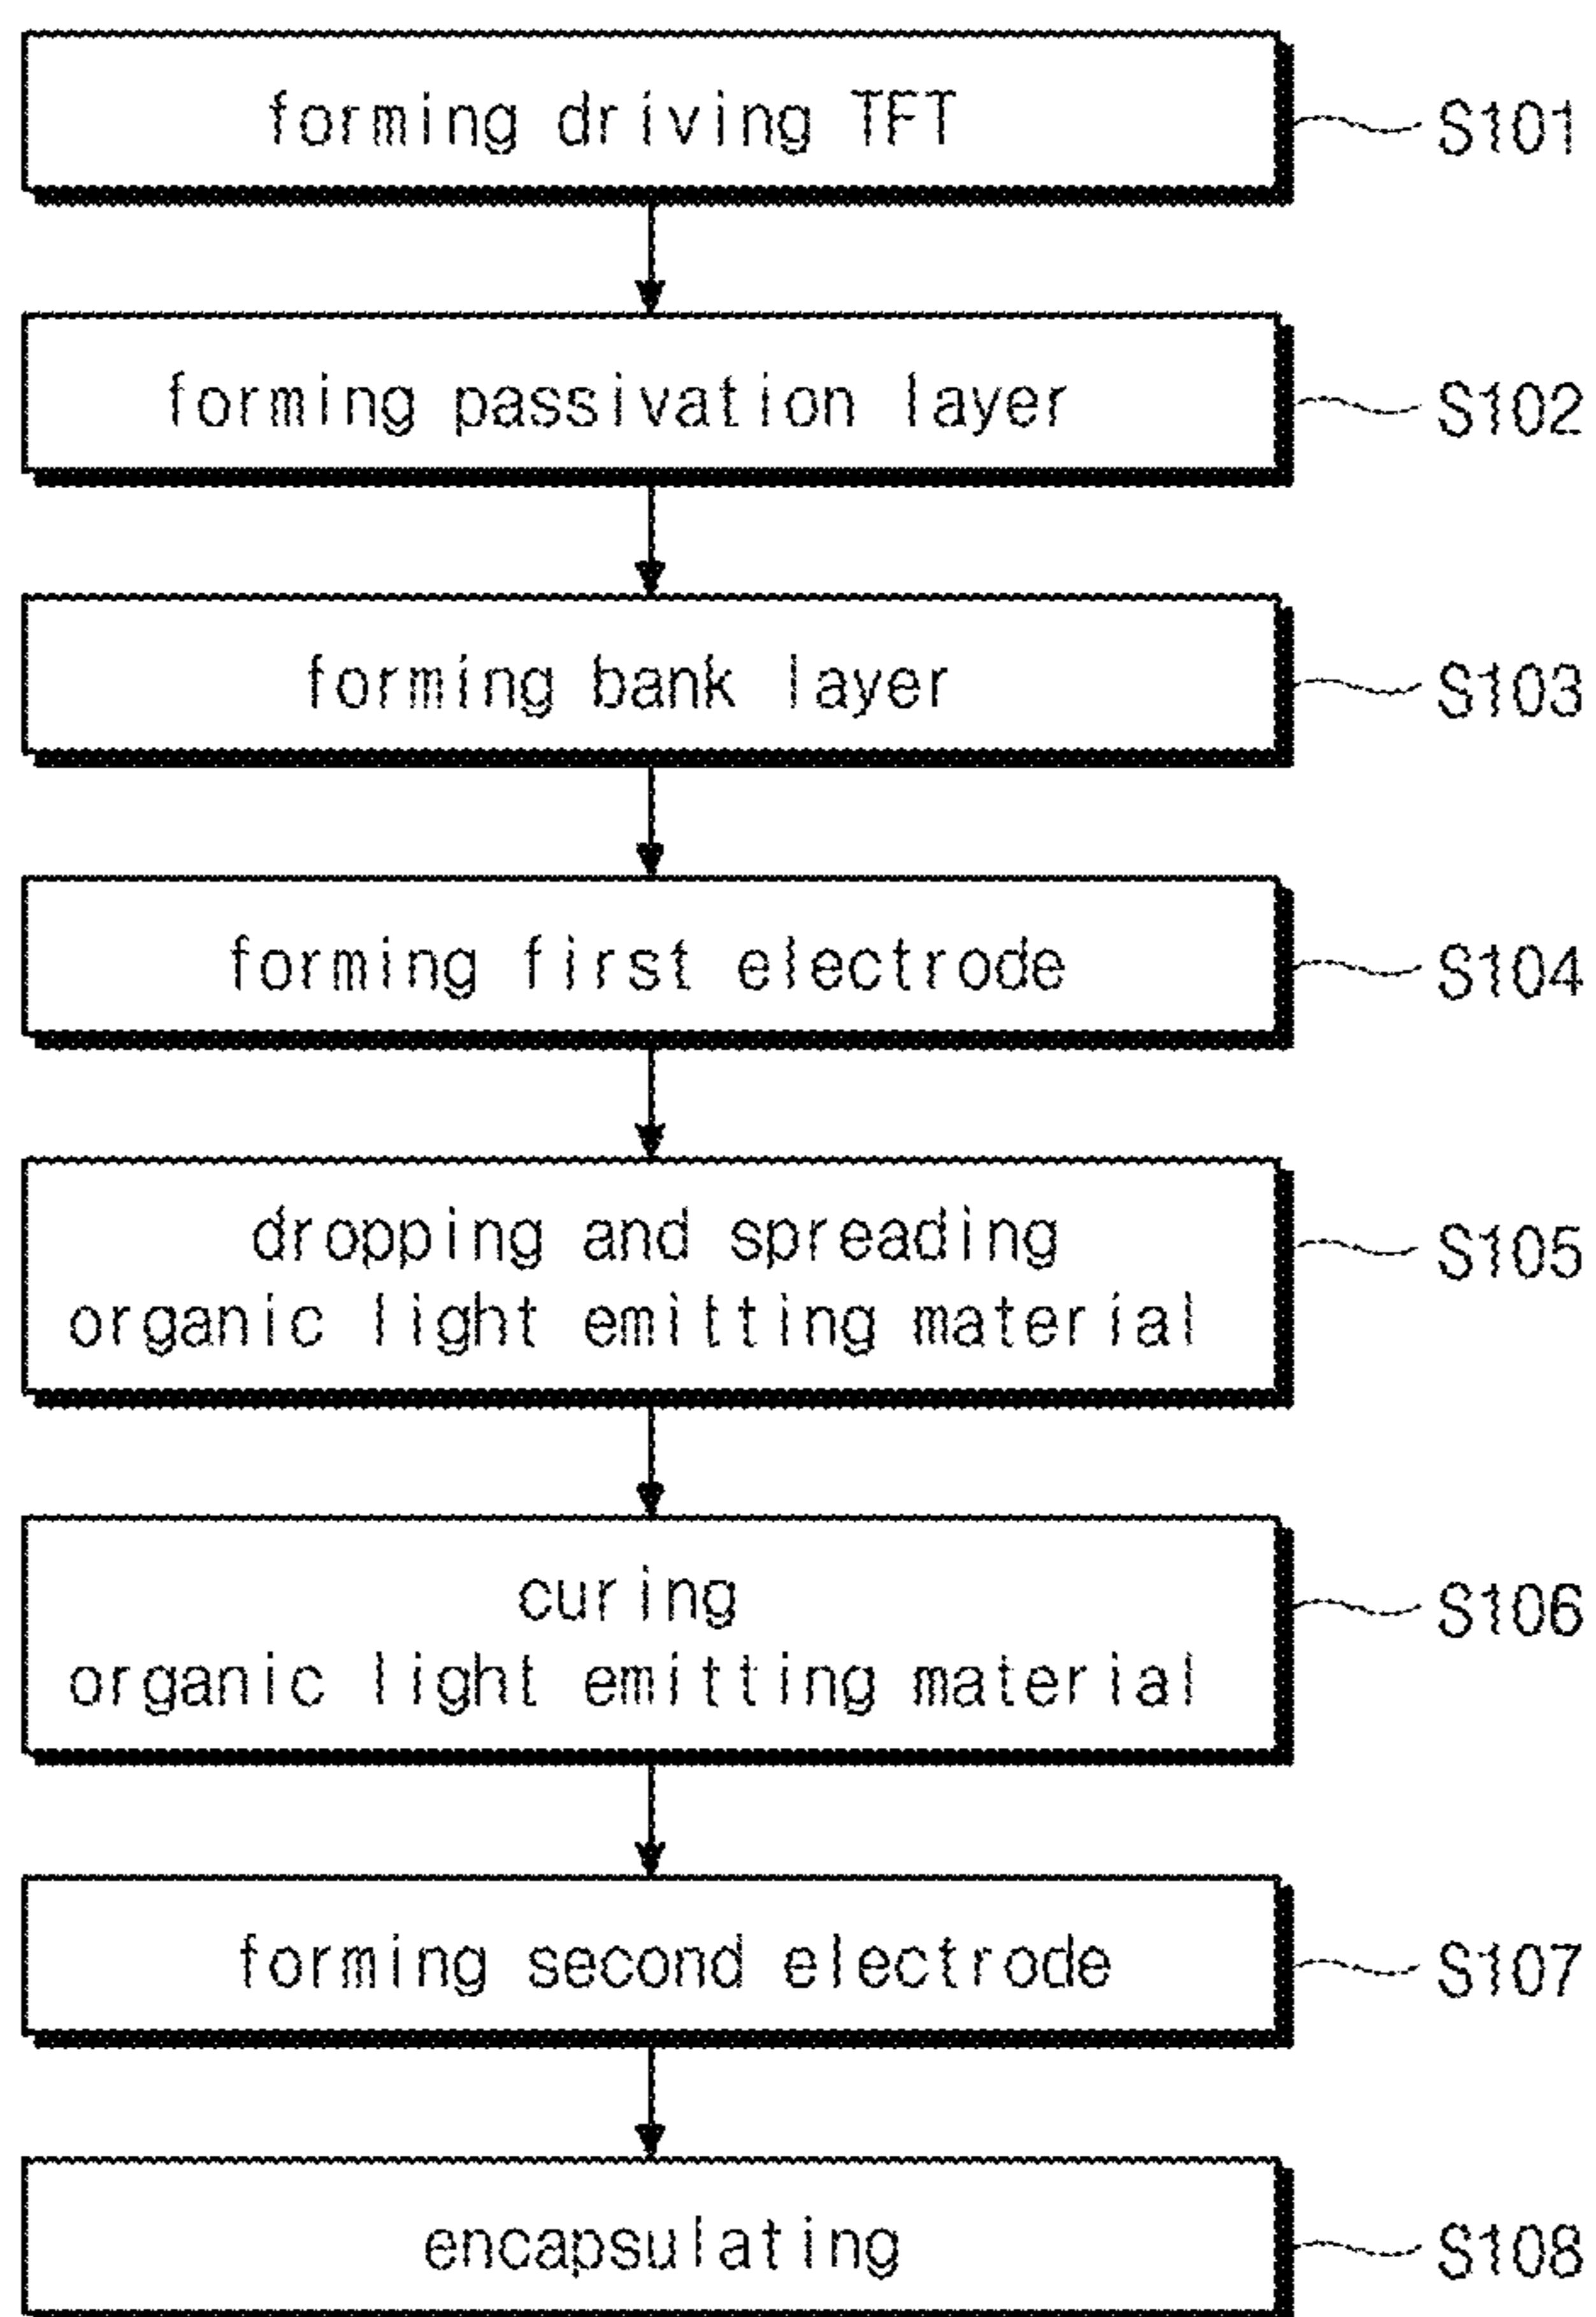 forming driving TFT
S101
forming passivation layer
S102
forming bank layer
S103
forming first electrode
S104
dropping and spreading
organic light emitting material
S105
curing
organic light emitting material
S106
forming second electrode
S107
encapsulating
S108